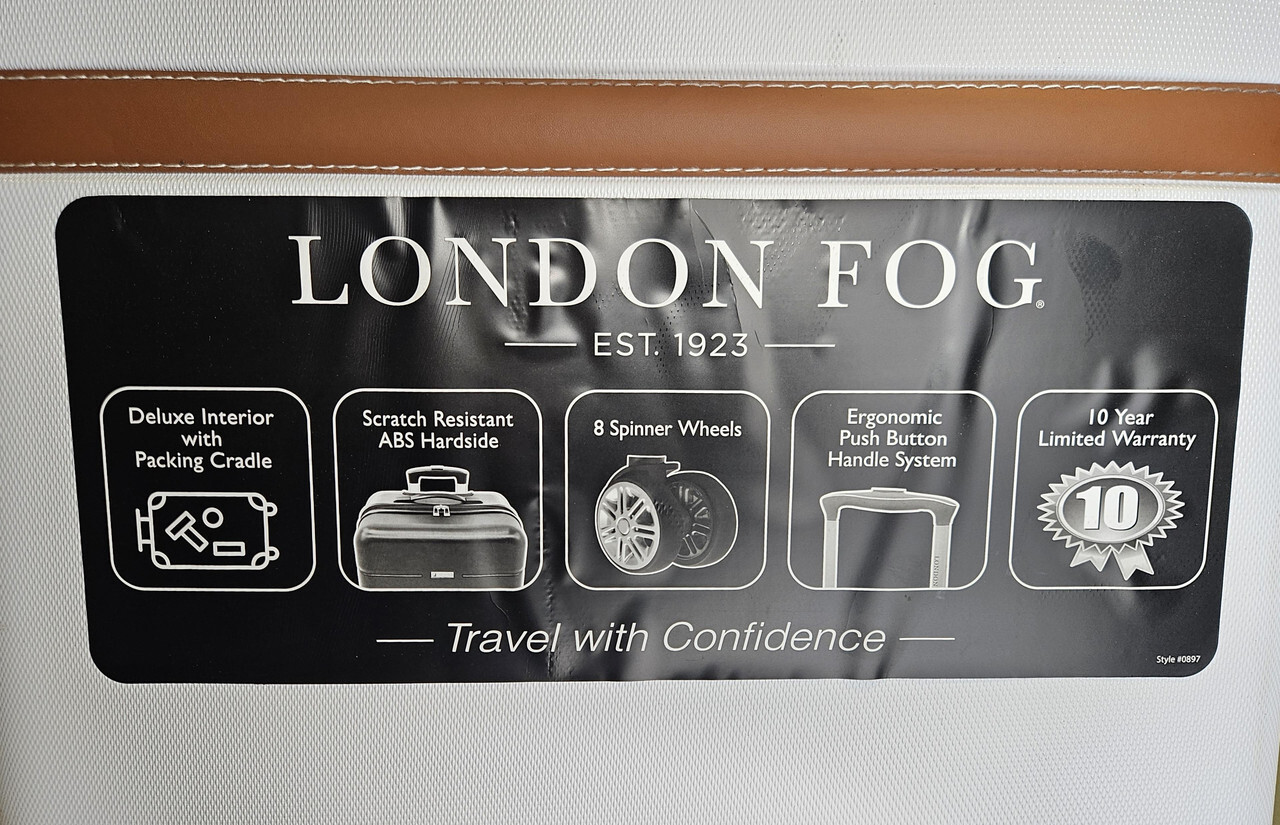 LONDON FOG®
EST. 1923
Deluxe Interior
with
Packing Cradle
Scratch Resistant
ABS Hardside
8 Spinner Wheels
Ergonomic
Push Button
Handle System
LONDON
10 Year
Limited Warranty
10
Travel with Confidence
Style #0897